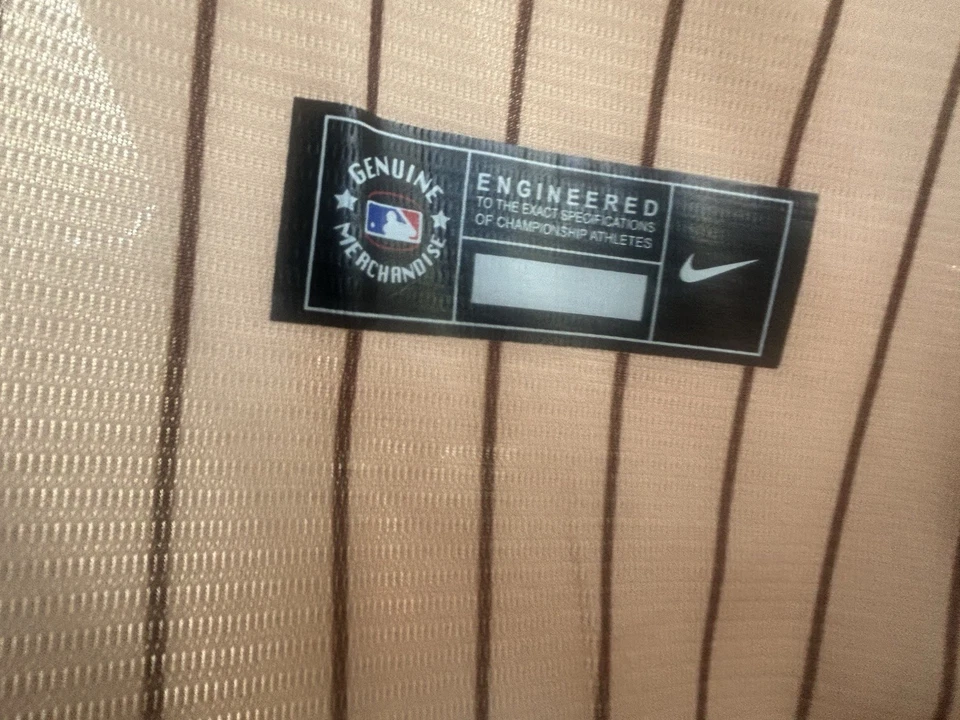 GENUINE
MERCHANDISE
ENGINEERED
TO THE EXACT SPECIFICATIONS
OF CHAMPIONSHIP ATHLETES